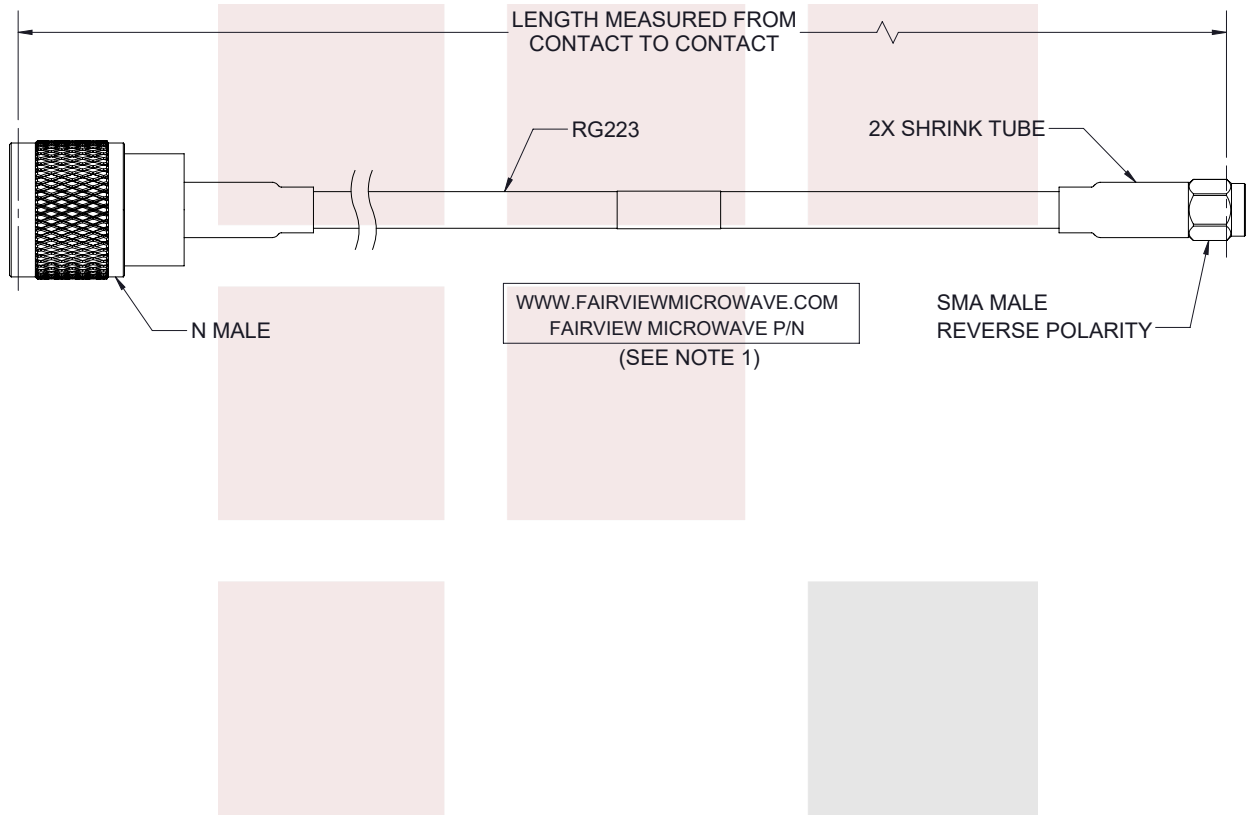 LENGTH MEASURED FROM
CONTACT TO CONTACT
RG223
2X SHRINK TUBE
N MALE
WWW.FAIRVIEWMICROWAVE.COM
FAIRVIEW MICROWAVE P/N
(SEE NOTE 1)
SMA MALE
REVERSE POLARITY